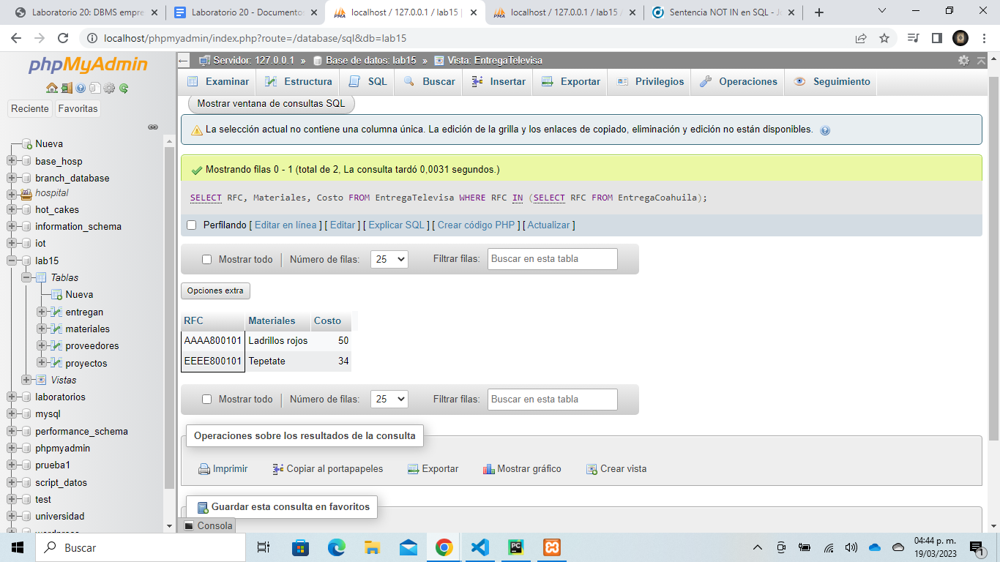 Laboratorio 20: DBMS empre
Laboratorio 20 - Documento
localhost / 127.0.0.1 / lab15 |
localhost / 127.0.0.1 / lab15 /
Sentencia NOT IN en SQL - Jo
localhost/phpmyadmin/index.php?route=/database/sql&db=lab15
phpMyAdmin
Reciente
Favoritas
Nueva
base_hosp
branch_database
hospital
hot_cakes
information_schema
iot
lab15
Tablas
Nueva
entregan
materiales
proveedores
proyectos
Vistas
laboratorios
mysql
performance_schema
phpmyadmin
prueba1
script_datos
test
universidad
wordpress
Servidor: 127.0.0.1 » Base de datos: lab15 » Vista: EntregaTelevisa
Examinar Estructura SQL Buscar Insertar Exportar Privilegios Operaciones Seguimiento
Mostrar ventana de consultas SQL
La selección actual no contiene una columna única. La edición de la grilla y los enlaces de copiado, eliminación y edición no están disponibles.
Mostrando filas 0 - 1 (total de 2, La consulta tardó 0,0031 segundos.)
SELECT RFC, Materiales, Costo FROM EntregaTelevisa WHERE RFC IN (SELECT RFC FROM EntregaCoahuila);
Perfilando [ Editar en línea ] [ Editar ] [ Explicar SQL ] [ Crear código PHP ] [ Actualizar ]
Mostrar todo | Número de filas: 25 Filtrar filas: Buscar en esta tabla
Opciones extra
RFC Materiales Costo
AAAA800101 Ladrillos rojos 50
EEEE800101 Tepetate 34
Mostrar todo | Número de filas: 25 Filtrar filas: Buscar en esta tabla
Operaciones sobre los resultados de la consulta
Imprimir Copiar al portapapeles Exportar Mostrar gráfico Crear vista
Guardar esta consulta en favoritos
Consola
Buscar
04:44 p. m.
19/03/2023
1